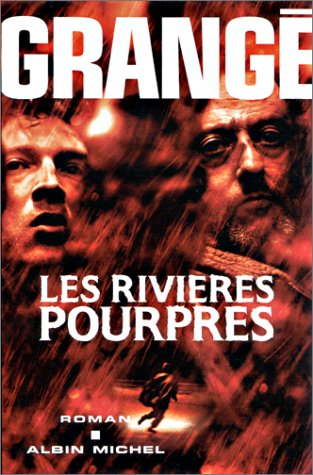 GRANGÉ
LES RIVIERES
POURPRES
ROMAN
ALBIN MICHEL